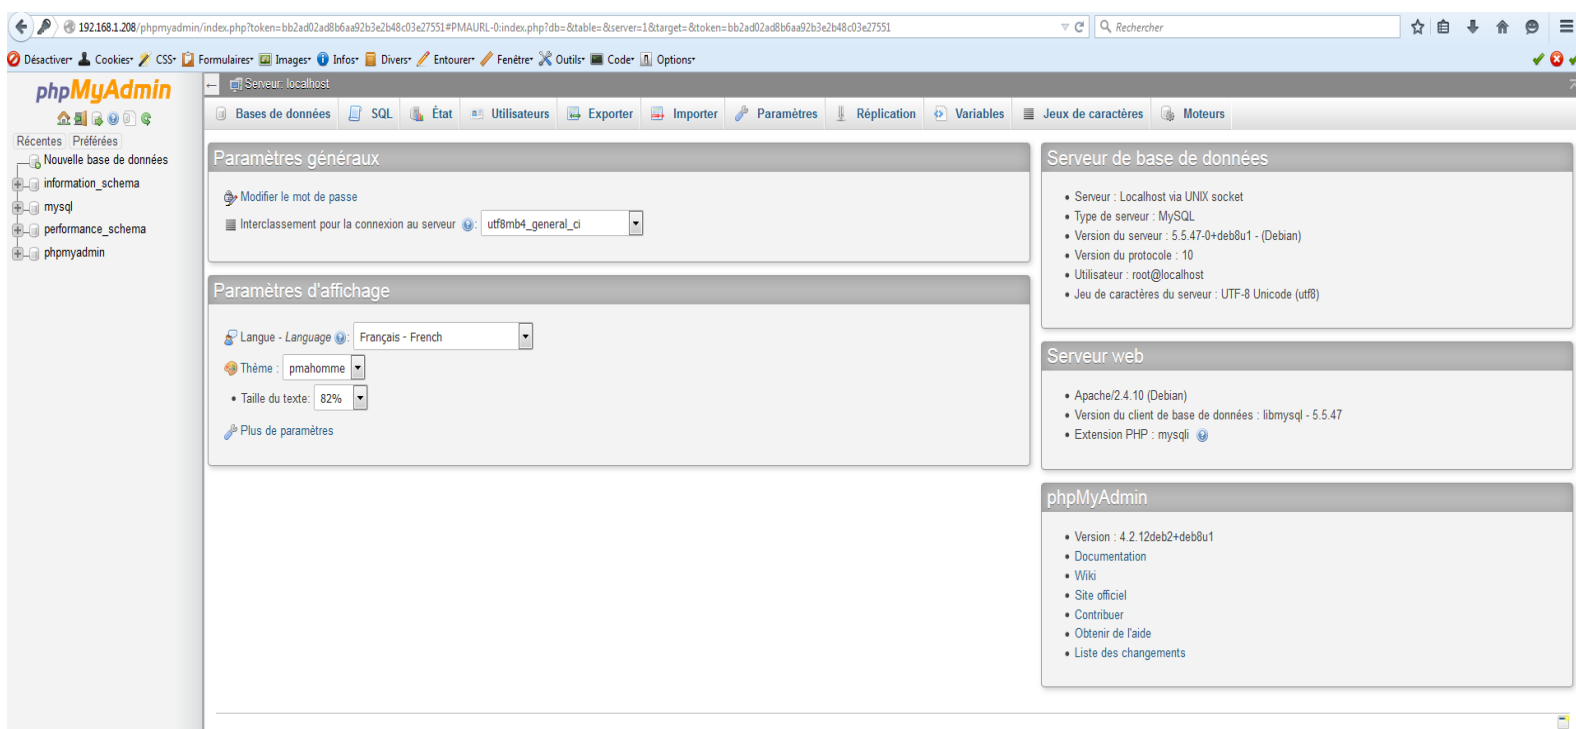 192.168.1.208/phpmyadmin/index.php?token=bb2ad02ad8b6aa92b3e2b48c03e27551#PMAURL-0:index.php?db=&table=&server=1&target=&token=bb2ad02ad8b6aa92b3e2b48c03e27551
Rechercher
Désactiver Cookies CSS Formulaires Images Infos Divers Entourer Fenêtre Outils Code Options
phpMyAdmin
Récentes Préférées
Nouvelle base de données
information_schema
mysql
performance_schema
phpmyadmin
Serveur: localhost
Bases de données SQL État Utilisateurs Exporter Importer Paramètres Réplication Variables Jeux de caractères Moteurs
Paramètres généraux
Modifier le mot de passe
Interclassement pour la connexion au serveur : utf8mb4_general_ci
Paramètres d'affichage
Langue - Language : Français - French
Thème : pmahomme
• Taille du texte: 82%
Plus de paramètres
Serveur de base de données
• Serveur : Localhost via UNIX socket
• Type de serveur : MySQL
• Version du serveur : 5.5.47-0+deb8u1 - (Debian)
• Version du protocole : 10
• Utilisateur : root@localhost
• Jeu de caractères du serveur : UTF-8 Unicode (utf8)
Serveur web
• Apache/2.4.10 (Debian)
• Version du client de base de données : libmysql - 5.5.47
• Extension PHP : mysqli
phpMyAdmin
• Version : 4.2.12deb2+deb8u1
• Documentation
• Wiki
• Site officiel
• Contribuer
• Obtenir de l'aide
• Liste des changements